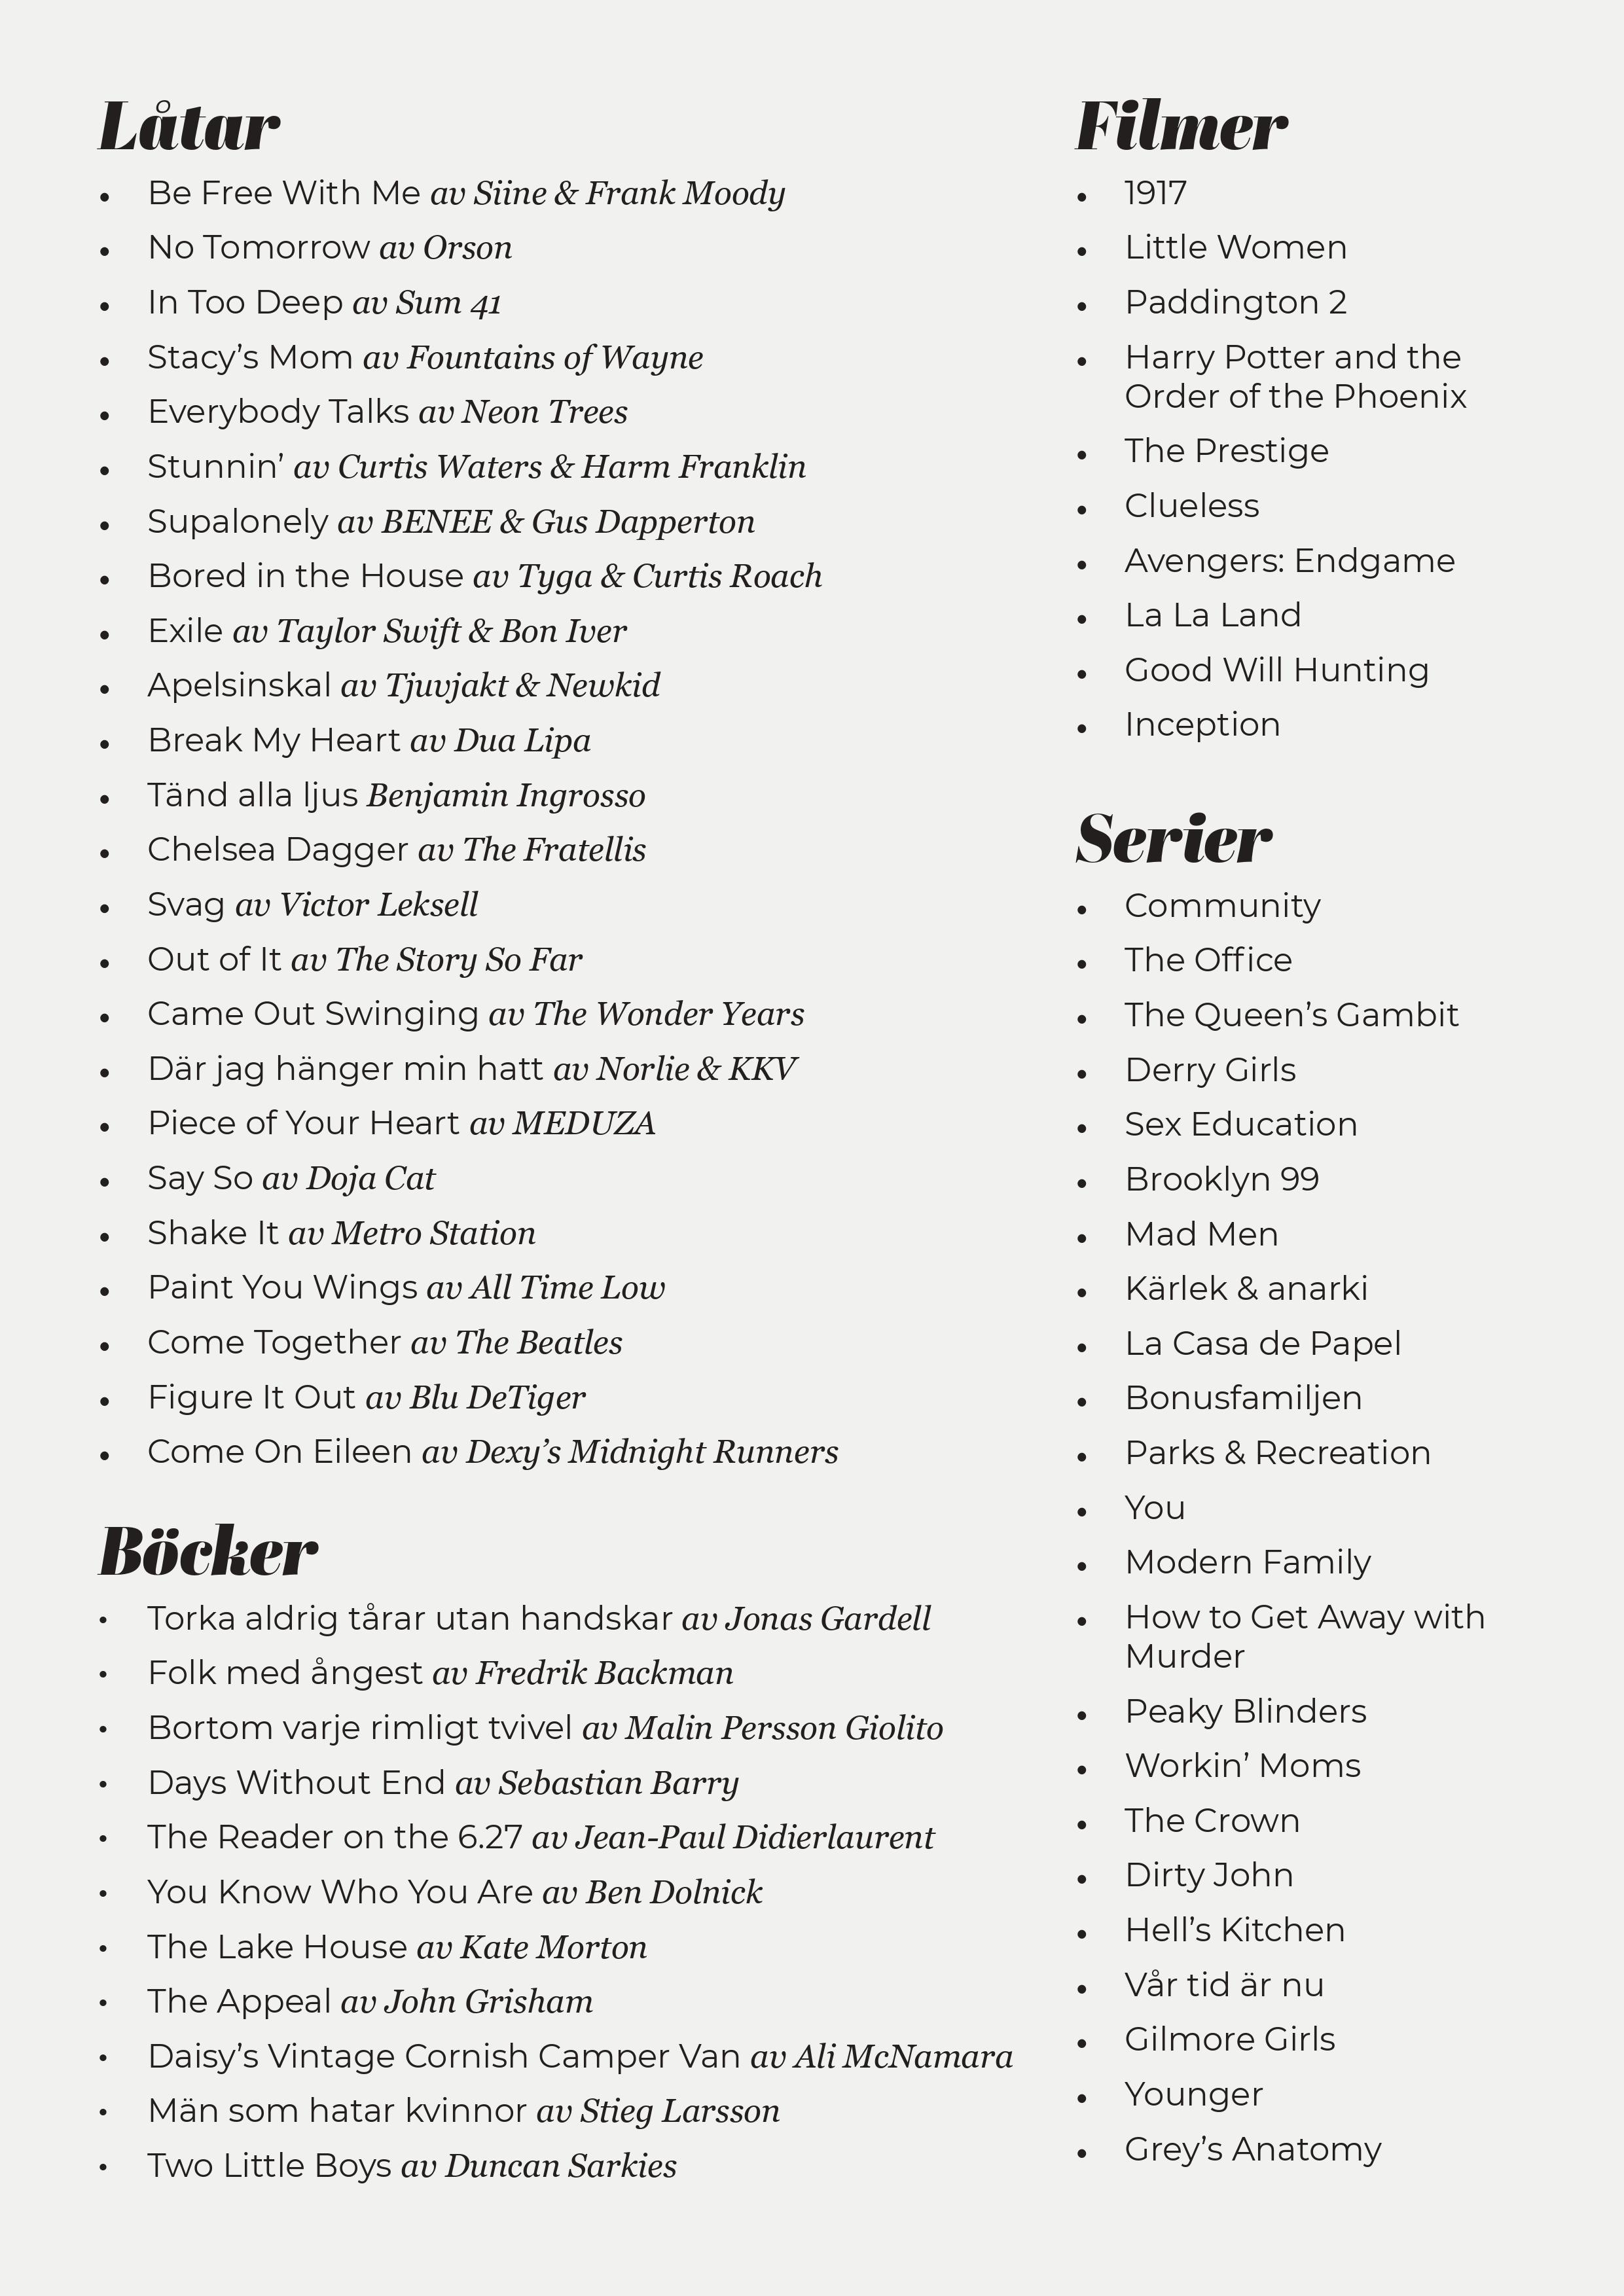 Låtar
• Be Free With Me av Siine & Frank Moody
• No Tomorrow av Orson
• In Too Deep av Sum 41
• Stacy’s Mom av Fountains of Wayne
• Everybody Talks av Neon Trees
• Stunnin’ av Curtis Waters & Harm Franklin
• Supalonely av BENEE & Gus Dapperton
• Bored in the House av Tyga & Curtis Roach
• Exile av Taylor Swift & Bon Iver
• Apelsinskal av Tjuvjakt & Newkid
• Break My Heart av Dua Lipa
• Tänd alla ljus Benjamin Ingrosso
• Chelsea Dagger av The Fratellis
• Svag av Victor Leksell
• Out of It av The Story So Far
• Came Out Swinging av The Wonder Years
• Där jag hänger min hatt av Norlie & KKV
• Piece of Your Heart av MEDUZA
• Say So av Doja Cat
• Shake It av Metro Station
• Paint You Wings av All Time Low
• Come Together av The Beatles
• Figure It Out av Blu DeTiger
• Come On Eileen av Dexy’s Midnight Runners
Böcker
• Torka aldrig tårar utan handskar av Jonas Gardell
• Folk med ångest av Fredrik Backman
• Bortom varje rimligt tvivel av Malin Persson Giolito
• Days Without End av Sebastian Barry
• The Reader on the 6.27 av Jean-Paul Didierlaurent
• You Know Who You Are av Ben Dolnick
• The Lake House av Kate Morton
• The Appeal av John Grisham
• Daisy’s Vintage Cornish Camper Van av Ali McNamara
• Män som hatar kvinnor av Stieg Larsson
• Two Little Boys av Duncan Sarkies
Filmer
• 1917
• Little Women
• Paddington 2
• Harry Potter and the
Order of the Phoenix
• The Prestige
• Clueless
• Avengers: Endgame
• La La Land
• Good Will Hunting
• Inception
Serier
• Community
• The Office
• The Queen’s Gambit
• Derry Girls
• Sex Education
• Brooklyn 99
• Mad Men
• Kärlek & anarki
• La Casa de Papel
• Bonusfamiljen
• Parks & Recreation
• You
• Modern Family
• How to Get Away with
Murder
• Peaky Blinders
• Workin’ Moms
• The Crown
• Dirty John
• Hell’s Kitchen
• Vår tid är nu
• Gilmore Girls
• Younger
• Grey’s Anatomy